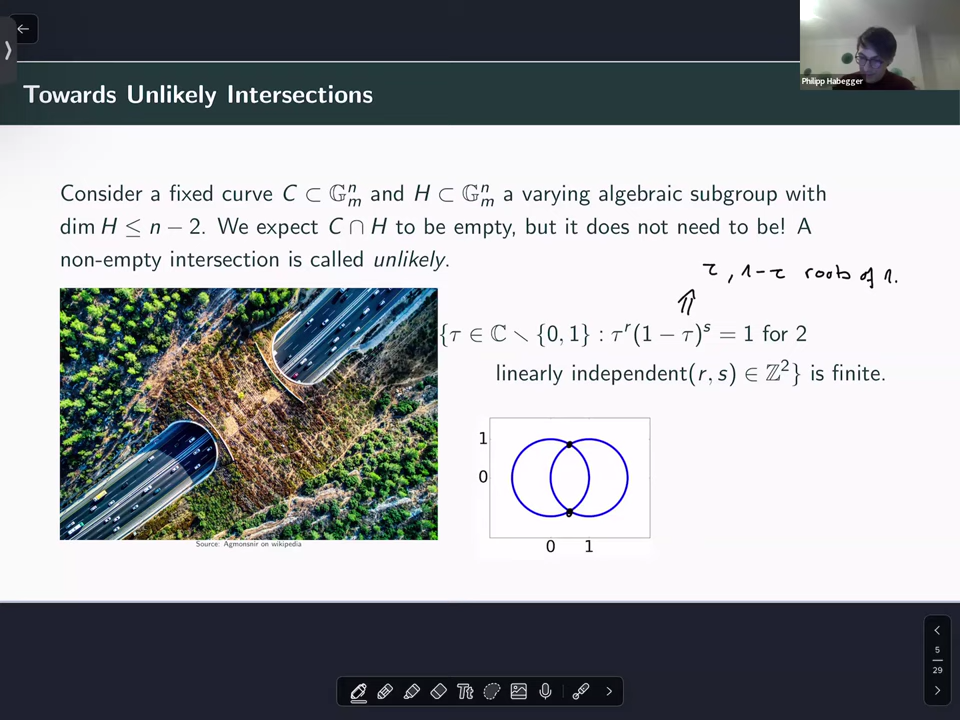 Philipp Habegger
Towards Unlikely Intersections
Consider a fixed curve C ⊂ 𝔾ₘⁿ and H ⊂ 𝔾ₘⁿ a varying algebraic subgroup with
dim H ≤ n − 2. We expect C ∩ H to be empty, but it does not need to be! A
non-empty intersection is called unlikely.
τ, 1-τ roots of 1.
⇑
{τ ∈ ℂ ∖ {0, 1} : τʳ(1 − τ)ˢ = 1 for 2
linearly independent(r, s) ∈ ℤ²} is finite.
1
0
0 1
Source: Agmonsnir on wikipedia
5
29
Tt